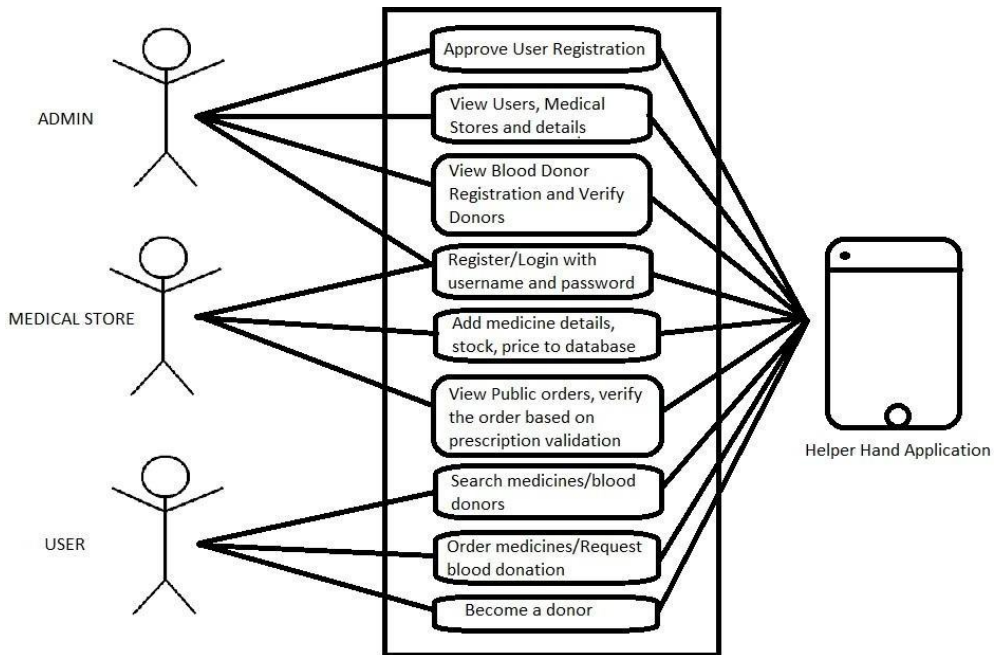 ADMIN
MEDICAL STORE
USER
Approve User Registration
View Users, Medical
Stores and details
View Blood Donor
Registration and Verify
Donors
Register/Login with
username and password
Add medicine details,
stock, price to database
View Public orders, verify
the order based on
prescription validation
Search medicines/blood
donors
Order medicines/Request
blood donation
Become a donor
Helper Hand Application